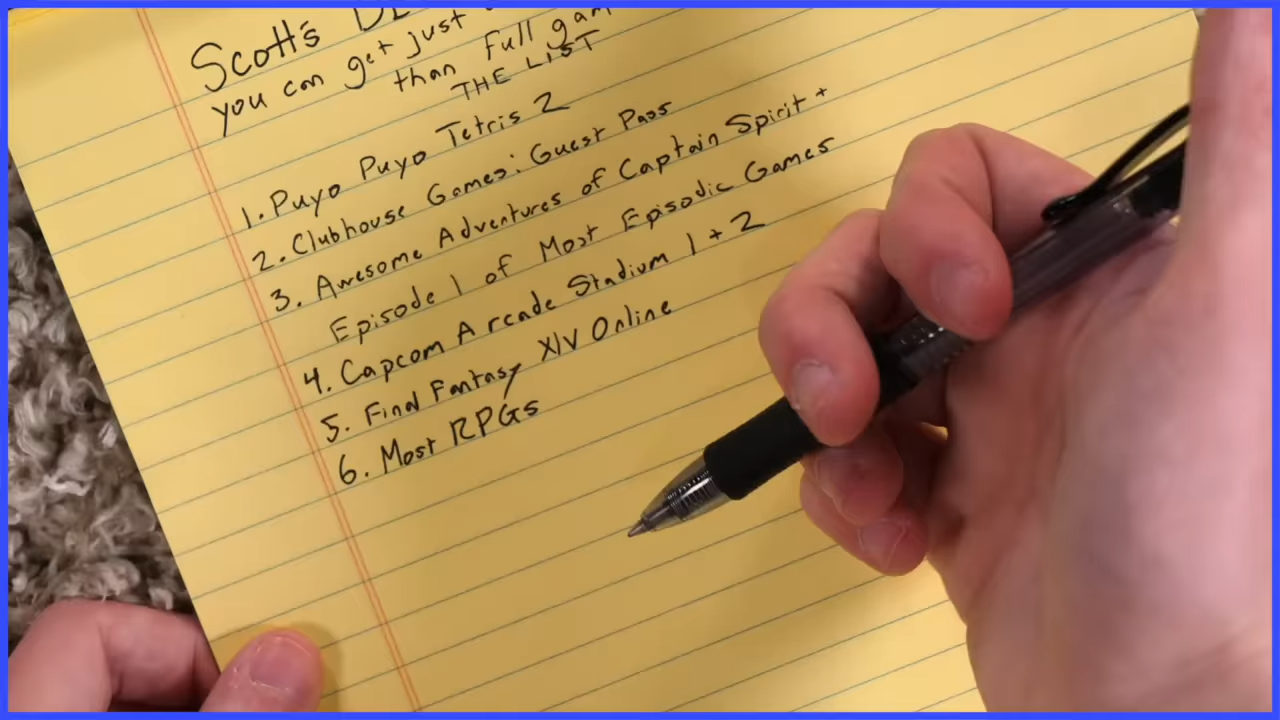 Scott's
you can get just
than Full
THE LIST
1. Puyo Puyo Tetris 2
2. Clubhouse Games: Guest Pass
3. Awesome Adventures of Captain Spirit +
Episode 1 of Most Episodic Games
4. Capcom Arcade Stadium 1 + 2
5. Final Fantasy XIV Online
6. Most RPGs